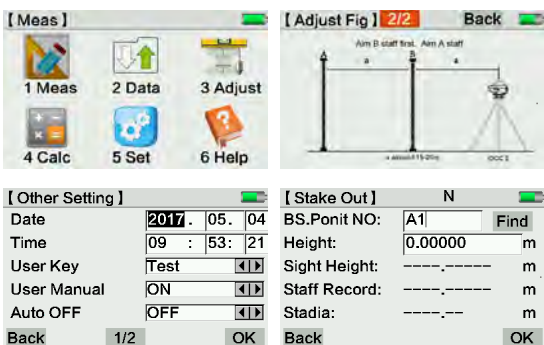 【Meas】
1 Meas 2 Data 3 Adjust
4 Calc 5 Set 6 Help
【Adjust Fig】 2/2 Back
Aim B staff first, Aim A staff
A B
a a
OCC 2
【Other Setting】
Date 2017. 05. 04
Time 09 : 53: 21
User Key Test
User Manual ON
Auto OFF OFF
Back 1/2 OK
【Stake Out】 N
BS.Ponit NO: A1 Find
Height: 0.00000 m
Sight Height: ----.----- m
Staff Record: ----.----- m
Stadia: ----.-- m
Back OK